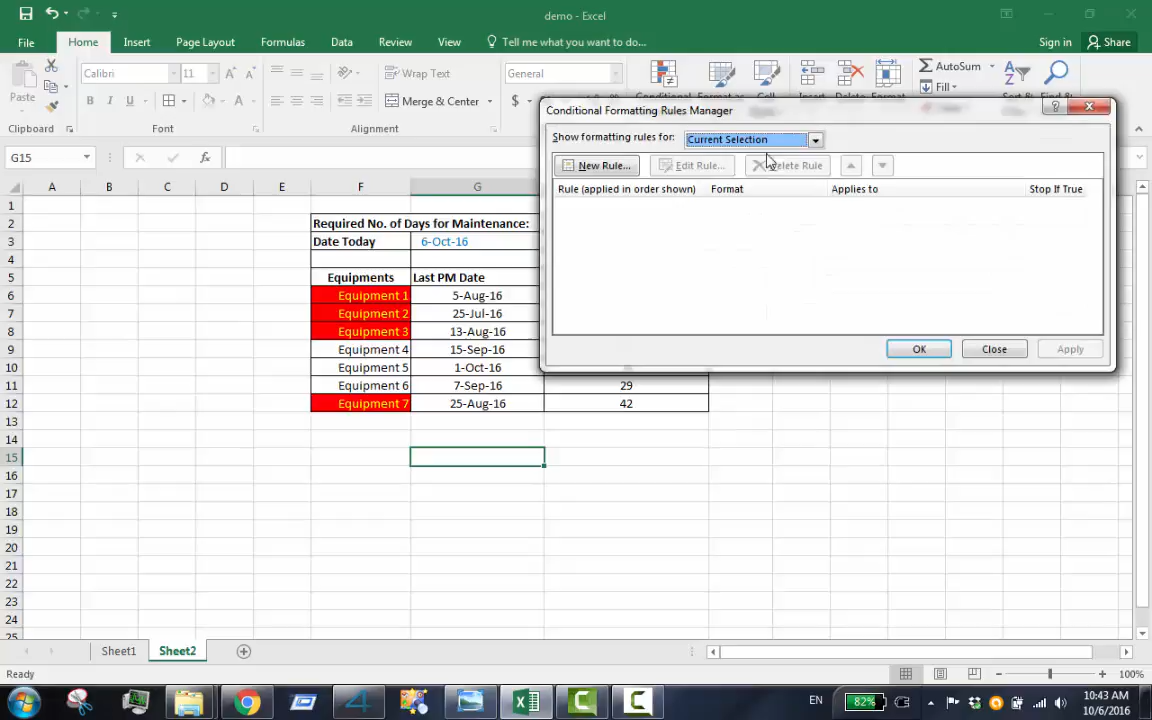 demo - Excel
File Home Insert Page Layout Formulas Data Review View Tell me what you want to do... Sign in Share
Paste Calibri 11 A A Wrap Text General AutoSum
B I U A Merge & Center $ Conditional Format Cell Insert Delete Format Fill
Clipboard Font Alignment
G15 fx
Conditional Formatting Rules Manager
Show formatting rules for: Current Selection
New Rule... Edit Rule... Delete Rule
Rule (applied in order shown) Format Applies to Stop If True
OK Close Apply
A B C D E F G
1
2 Required No. of Days for Maintenance:
3 Date Today 6-Oct-16
4
5 Equipments Last PM Date
6 Equipment 1 5-Aug-16
7 Equipment 2 25-Jul-16
8 Equipment 3 13-Aug-16
9 Equipment 4 15-Sep-16
10 Equipment 5 1-Oct-16
11 Equipment 6 7-Sep-16 29
12 Equipment 7 25-Aug-16 42
13
14
15
16
17
18
19
20
21
22
23
24
25
Sheet1 Sheet2
Ready 100%
EN 82% 10:43 AM
10/6/2016